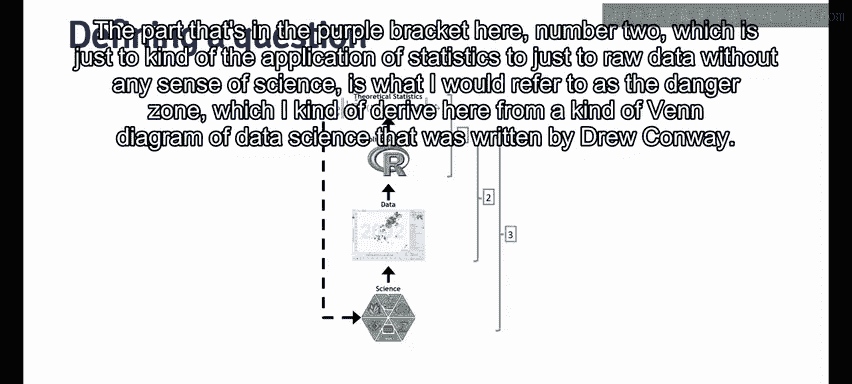 Defining a question
The part that's in the purple bracket here, number two, which is
just to kind of the application of statistics to just to raw data without
any sense of science, is what I would refer to as the danger
zone, which I kind of derive here from a kind of Venn
diagram of data science that was written by Drew Conway.
Theoretical Statistics
R
Data
2
3
Science